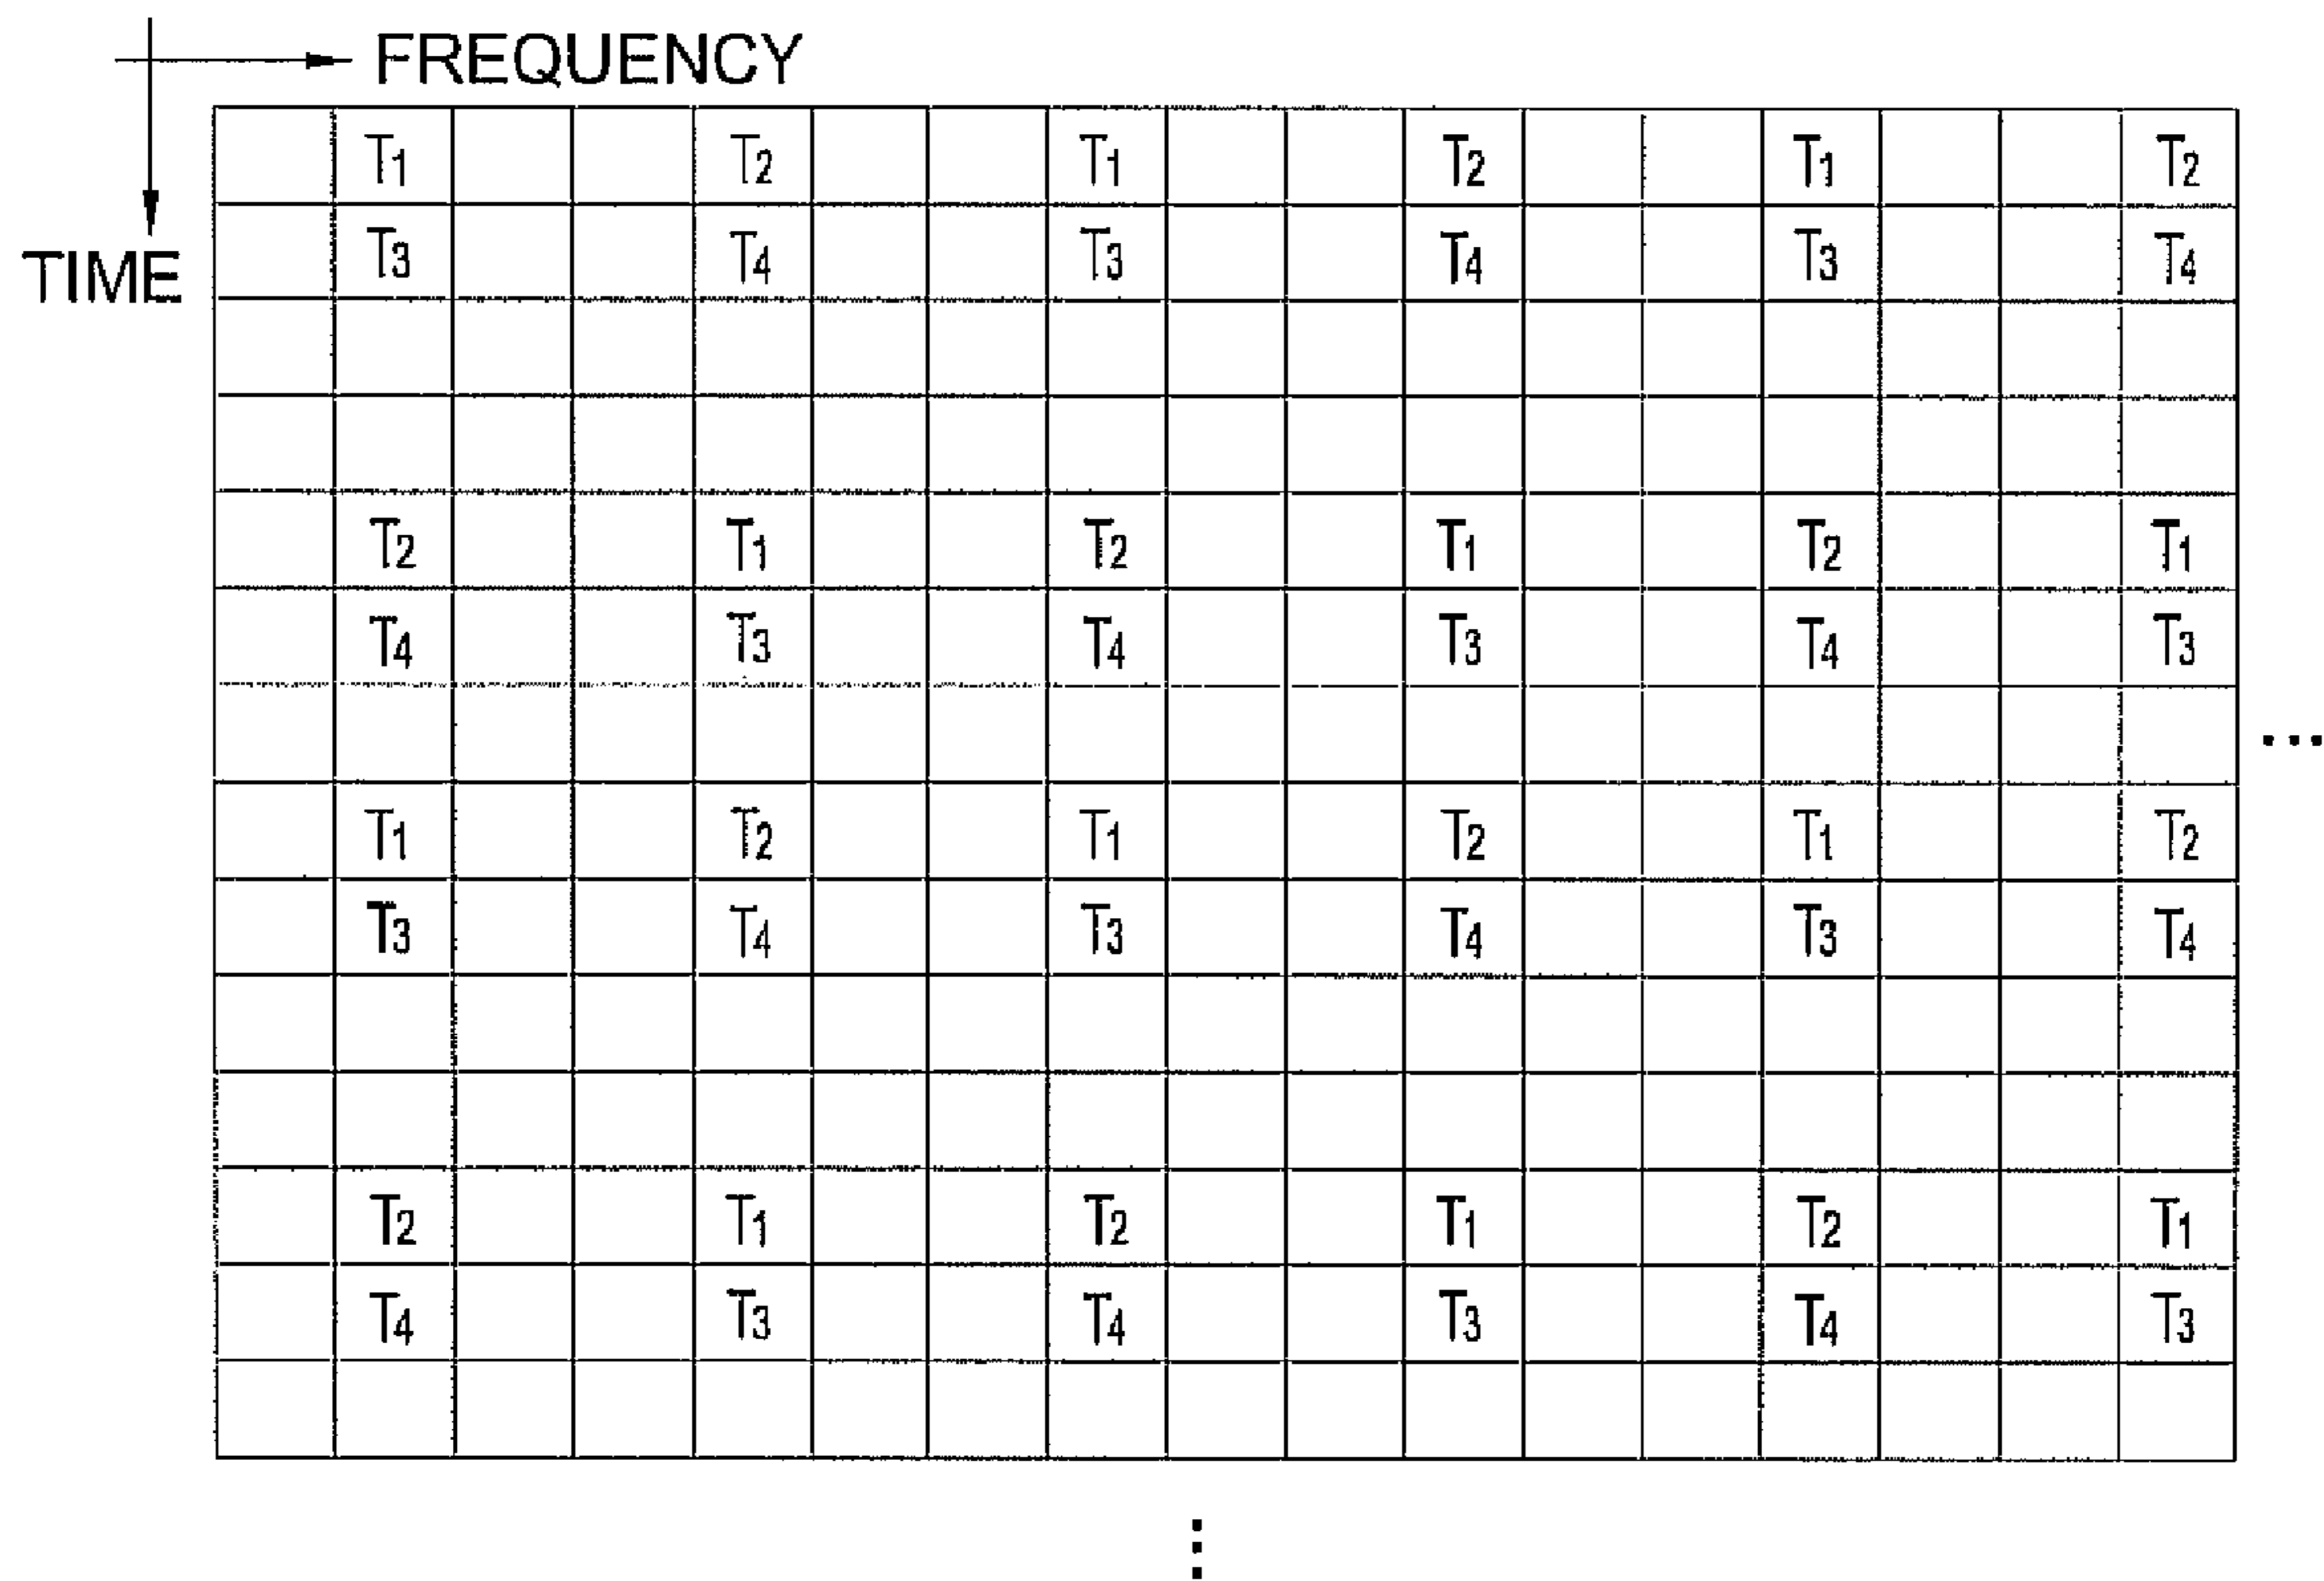 FREQUENCY
TIME
T1 T2 T1 T2 T1 T2
T3 T4 T3 T4 T3 T4
T2 T1 T2 T1 T2 T1
T4 T3 T4 T3 T4 T3
...
T1 T2 T1 T2 T1 T2
T3 T4 T3 T4 T3 T4
T2 T1 T2 T1 T2 T1
T4 T3 T4 T3 T4 T3
...